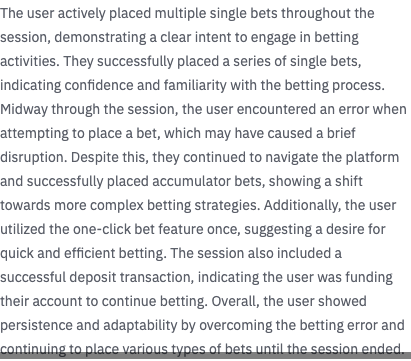 The user actively placed multiple single bets throughout the
session, demonstrating a clear intent to engage in betting
activities. They successfully placed a series of single bets,
indicating confidence and familiarity with the betting process.
Midway through the session, the user encountered an error when
attempting to place a bet, which may have caused a brief
disruption. Despite this, they continued to navigate the platform
and successfully placed accumulator bets, showing a shift
towards more complex betting strategies. Additionally, the user
utilized the one-click bet feature once, suggesting a desire for
quick and efficient betting. The session also included a
successful deposit transaction, indicating the user was funding
their account to continue betting. Overall, the user showed
persistence and adaptability by overcoming the betting error and
continuing to place various types of bets until the session ended.